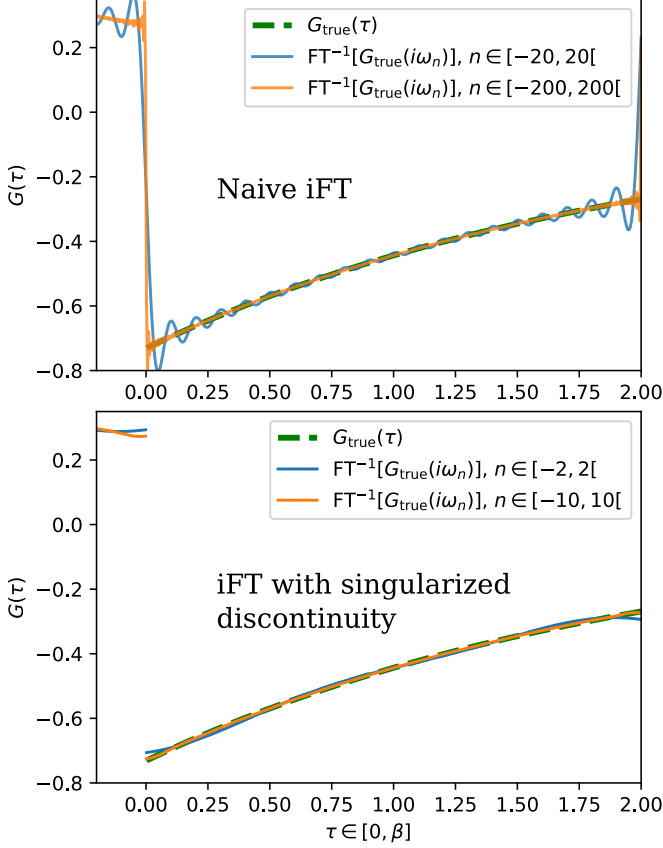 G_true(τ)
FT⁻¹[G_true(iω_n)], n ∈ [−20, 20[
FT⁻¹[G_true(iω_n)], n ∈ [−200, 200[
Naive iFT
G(τ)
0.2
0.0
−0.2
−0.4
−0.6
−0.8
0.00 0.25 0.50 0.75 1.00 1.25 1.50 1.75 2.00
G_true(τ)
FT⁻¹[G_true(iω_n)], n ∈ [−2, 2[
FT⁻¹[G_true(iω_n)], n ∈ [−10, 10[
iFT with singularized
discontinuity
G(τ)
0.2
0.0
−0.2
−0.4
−0.6
−0.8
0.00 0.25 0.50 0.75 1.00 1.25 1.50 1.75 2.00
τ ∈ [0, β]